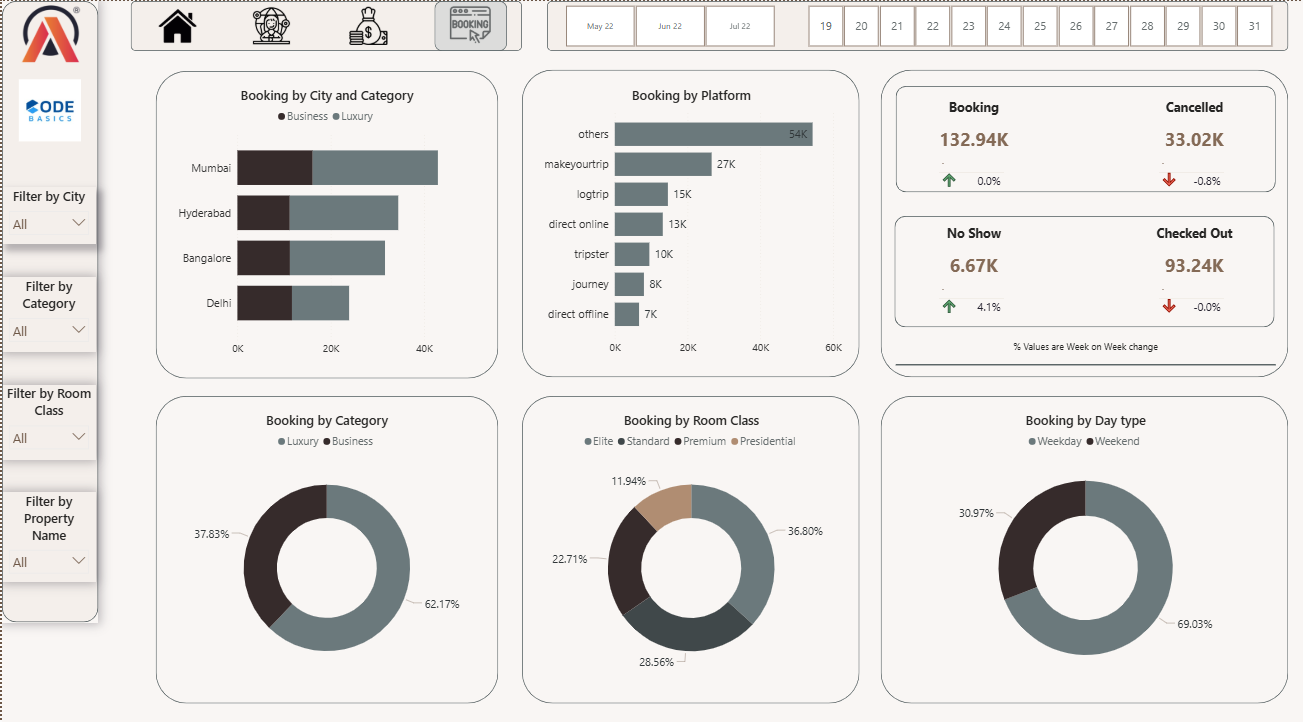 ®
CODE
BASICS
Filter by City
All
Filter by
Category
All
Filter by Room
Class
All
Filter by
Property
Name
All
BOOKING
May 22
Jun 22
Jul 22
19
20
21
22
23
24
25
26
27
28
29
30
31
Booking by City and Category
Business
Luxury
Mumbai
Hyderabad
Bangalore
Delhi
0K
20K
40K
Booking by Platform
others
54K
makeyourtrip
27K
logtrip
15K
direct online
13K
tripster
10K
journey
8K
direct offline
7K
0K
20K
40K
60K
Booking
132.94K
0.0%
Cancelled
33.02K
-0.8%
No Show
6.67K
4.1%
Checked Out
93.24K
-0.0%
% Values are Week on Week change
Booking by Category
Luxury
Business
37.83%
62.17%
Booking by Room Class
Elite
Standard
Premium
Presidential
11.94%
36.80%
22.71%
28.56%
Booking by Day type
Weekday
Weekend
30.97%
69.03%